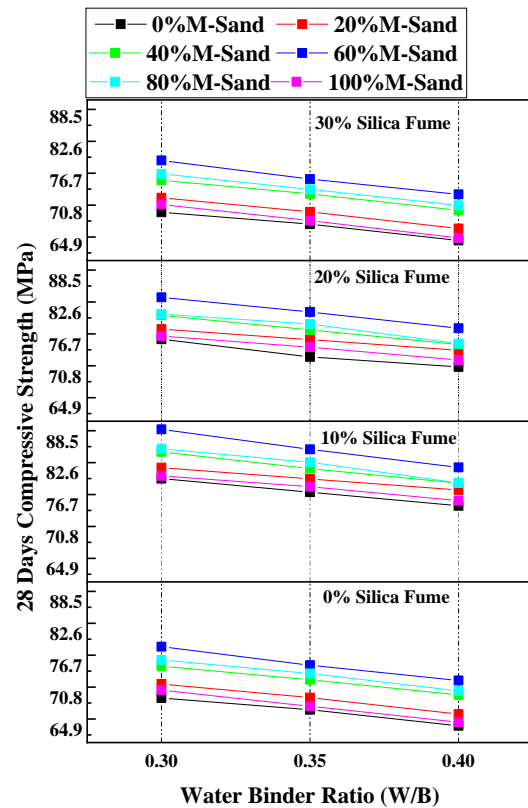 0%M-Sand 20%M-Sand
40%M-Sand 60%M-Sand
80%M-Sand 100%M-Sand
28 Days Compressive Strength (MPa)
30% Silica Fume
88.5
82.6
76.7
70.8
64.9
20% Silica Fume
88.5
82.6
76.7
70.8
64.9
10% Silica Fume
88.5
82.6
76.7
70.8
64.9
0% Silica Fume
88.5
82.6
76.7
70.8
64.9
0.30 0.35 0.40
Water Binder Ratio (W/B)